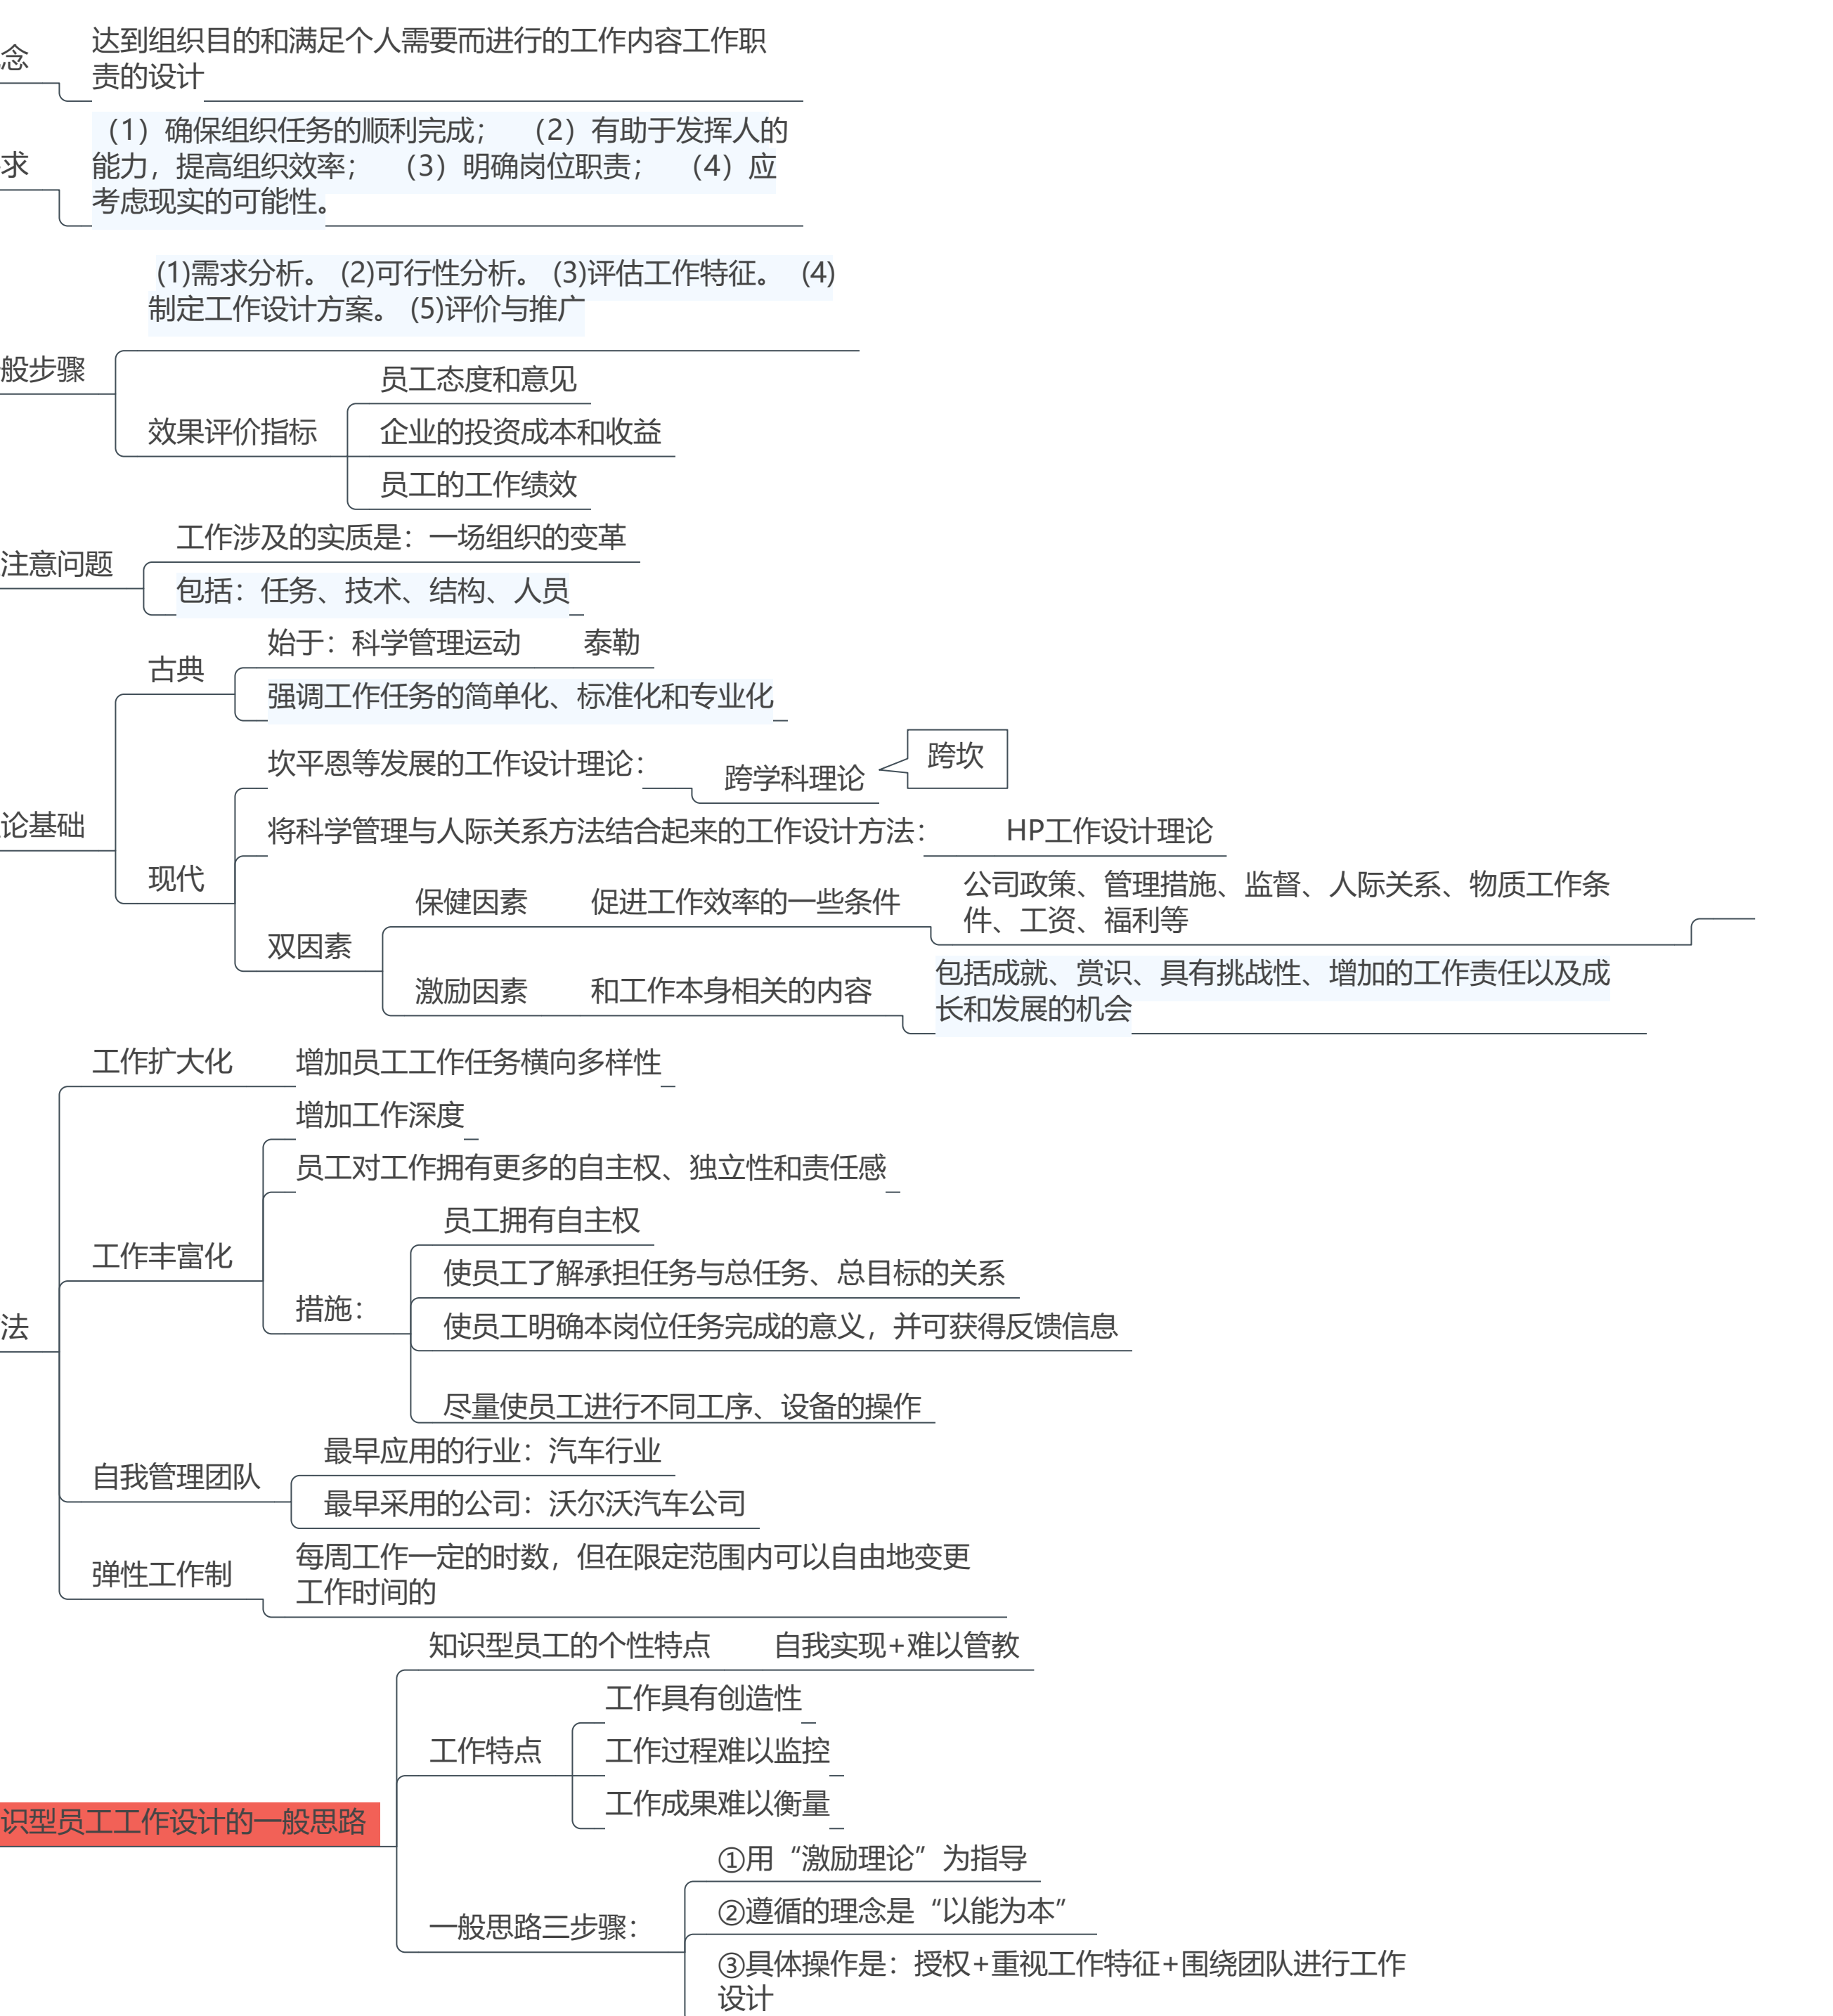 念
达到组织目的和满足个人需要而进行的工作内容工作职
责的设计
求
（1）确保组织任务的顺利完成； （2）有助于发挥人的
能力，提高组织效率； （3）明确岗位职责； （4）应
考虑现实的可能性。
般步骤
(1)需求分析。 (2)可行性分析。 (3)评估工作特征。 (4)
制定工作设计方案。 (5)评价与推广
效果评价指标
员工态度和意见
企业的投资成本和收益
员工的工作绩效
注意问题
工作涉及的实质是：一场组织的变革
包括：任务、技术、结构、人员
论基础
古典
始于：科学管理运动 泰勒
强调工作任务的简单化、标准化和专业化
现代
坎平恩等发展的工作设计理论：
跨学科理论
跨坎
将科学管理与人际关系方法结合起来的工作设计方法： HP工作设计理论
双因素
保健因素 促进工作效率的一些条件
公司政策、管理措施、监督、人际关系、物质工作条
件、工资、福利等
激励因素 和工作本身相关的内容
包括成就、赏识、具有挑战性、增加的工作责任以及成
长和发展的机会
法
工作扩大化 增加员工工作任务横向多样性
工作丰富化
增加工作深度
员工对工作拥有更多的自主权、独立性和责任感
措施：
员工拥有自主权
使员工了解承担任务与总任务、总目标的关系
使员工明确本岗位任务完成的意义，并可获得反馈信息
尽量使员工进行不同工序、设备的操作
自我管理团队
最早应用的行业：汽车行业
最早采用的公司：沃尔沃汽车公司
弹性工作制
每周工作一定的时数，但在限定范围内可以自由地变更
工作时间的
识型员工工作设计的一般思路
知识型员工的个性特点 自我实现+难以管教
工作特点
工作具有创造性
工作过程难以监控
工作成果难以衡量
一般思路三步骤：
①用“激励理论”为指导
②遵循的理念是“以能为本”
③具体操作是：授权+重视工作特征+围绕团队进行工作
设计